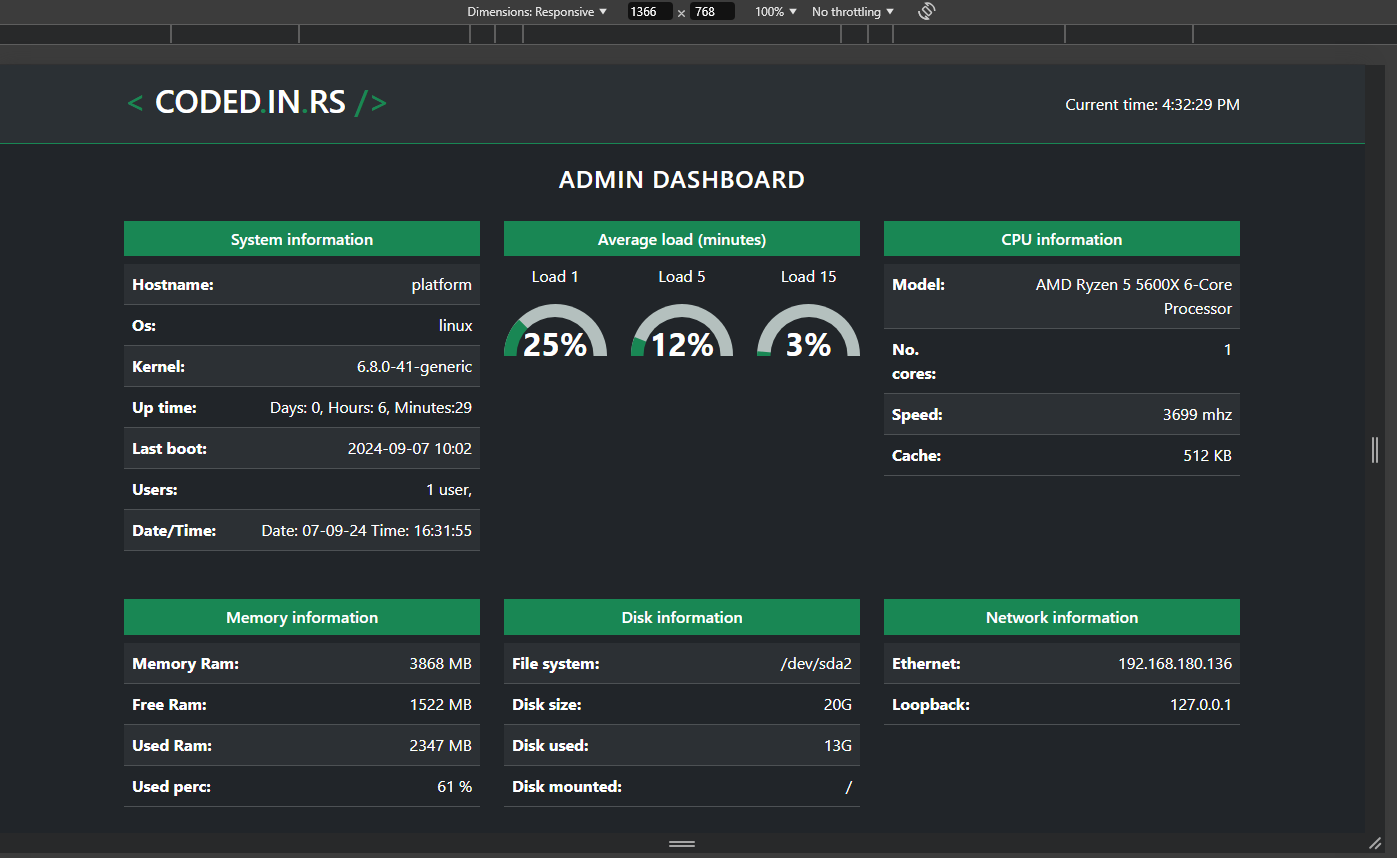 Dimensions: Responsive 1366 x 768 100% No throttling
< CODED.IN.RS />
Current time: 4:32:29 PM
ADMIN DASHBOARD
System information
Hostname: platform
Os: linux
Kernel: 6.8.0-41-generic
Up time: Days: 0, Hours: 6, Minutes:29
Last boot: 2024-09-07 10:02
Users: 1 user,
Date/Time: Date: 07-09-24 Time: 16:31:55
Average load (minutes)
Load 1 Load 5 Load 15
25% 12% 3%
CPU information
Model: AMD Ryzen 5 5600X 6-Core
Processor
No. 1
cores:
Speed: 3699 mhz
Cache: 512 KB
Memory information
Memory Ram: 3868 MB
Free Ram: 1522 MB
Used Ram: 2347 MB
Used perc: 61 %
Disk information
File system: /dev/sda2
Disk size: 20G
Disk used: 13G
Disk mounted: /
Network information
Ethernet: 192.168.180.136
Loopback: 127.0.0.1